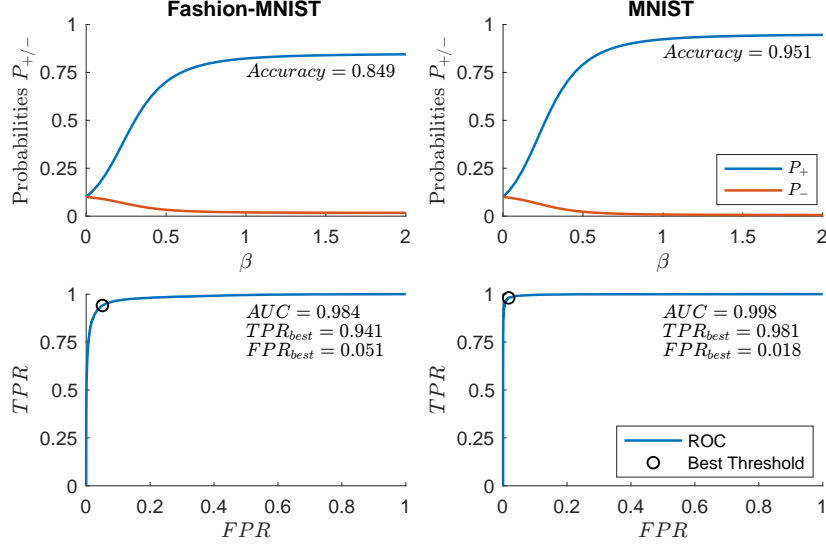 Fashion-MNIST
MNIST
Probabilities P+/−
1
0.75
0.5
0.25
0
Accuracy = 0.849
0
0.5
1
1.5
2
β
Probabilities P+/−
1
0.75
0.5
0.25
0
Accuracy = 0.951
P+
P−
0
0.5
1
1.5
2
β
TPR
1
0.75
0.5
0.25
0
AUC = 0.984
TPRbest = 0.941
FPRbest = 0.051
0
0.2
0.4
0.6
0.8
1
FPR
TPR
1
0.75
0.5
0.25
0
AUC = 0.998
TPRbest = 0.981
FPRbest = 0.018
ROC
Best Threshold
0
0.2
0.4
0.6
0.8
1
FPR